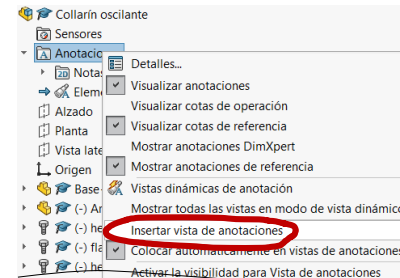 Collarín oscilante
Sensores
Anotacio
Detalles...
Notas
Visualizar anotaciones
Eleme
Visualizar cotas de operación
Alzado
Visualizar cotas de referencia
Planta
Mostrar anotaciones DimXpert
Vista late
Mostrar anotaciones de referencia
Origen
Base
Vistas dinámicas de anotación
(-) Ar
Mostrar todas las vistas en modo de vista dinámico
(-) he
Insertar vista de anotaciones
(-) fla
Colocar automáticamente en vistas de anotaciones
(-) he
Activar la visibilidad para Vista de anotaciones